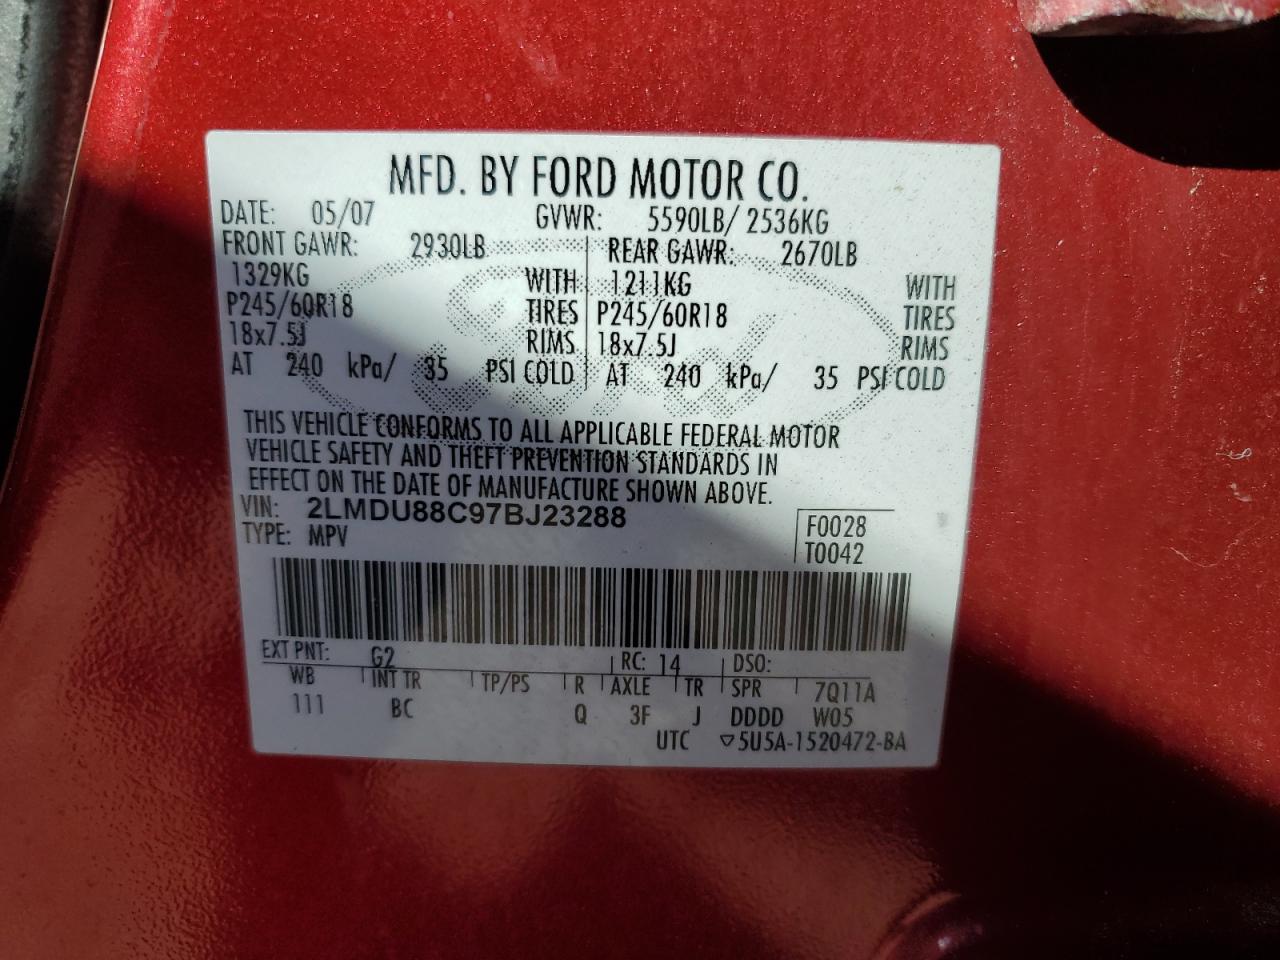 MFD. BY FORD MOTOR CO.
DATE: 05/07 GVWR: 5590LB/ 2536KG
FRONT GAWR: 2930LB REAR GAWR: 2670LB
1329KG WITH 1211KG WITH
P245/60R18 TIRES P245/60R18 TIRES
18x7.5J RIMS 18x7.5J RIMS
AT 240 kPa/ 35 PSI COLD AT 240 kPa/ 35 PSI COLD
THIS VEHICLE CONFORMS TO ALL APPLICABLE FEDERAL MOTOR
VEHICLE SAFETY AND THEFT PREVENTION STANDARDS IN
EFFECT ON THE DATE OF MANUFACTURE SHOWN ABOVE.
VIN: 2LMDU88C97BJ23288 F0028
TYPE: MPV T0042
EXT PNT: G2 RC: 14 DSO:
WB INT TR TP/PS R AXLE TR SPR 7Q11A
111 BC Q 3F J DDDD W05
UTC ▽5U5A-1520472-BA